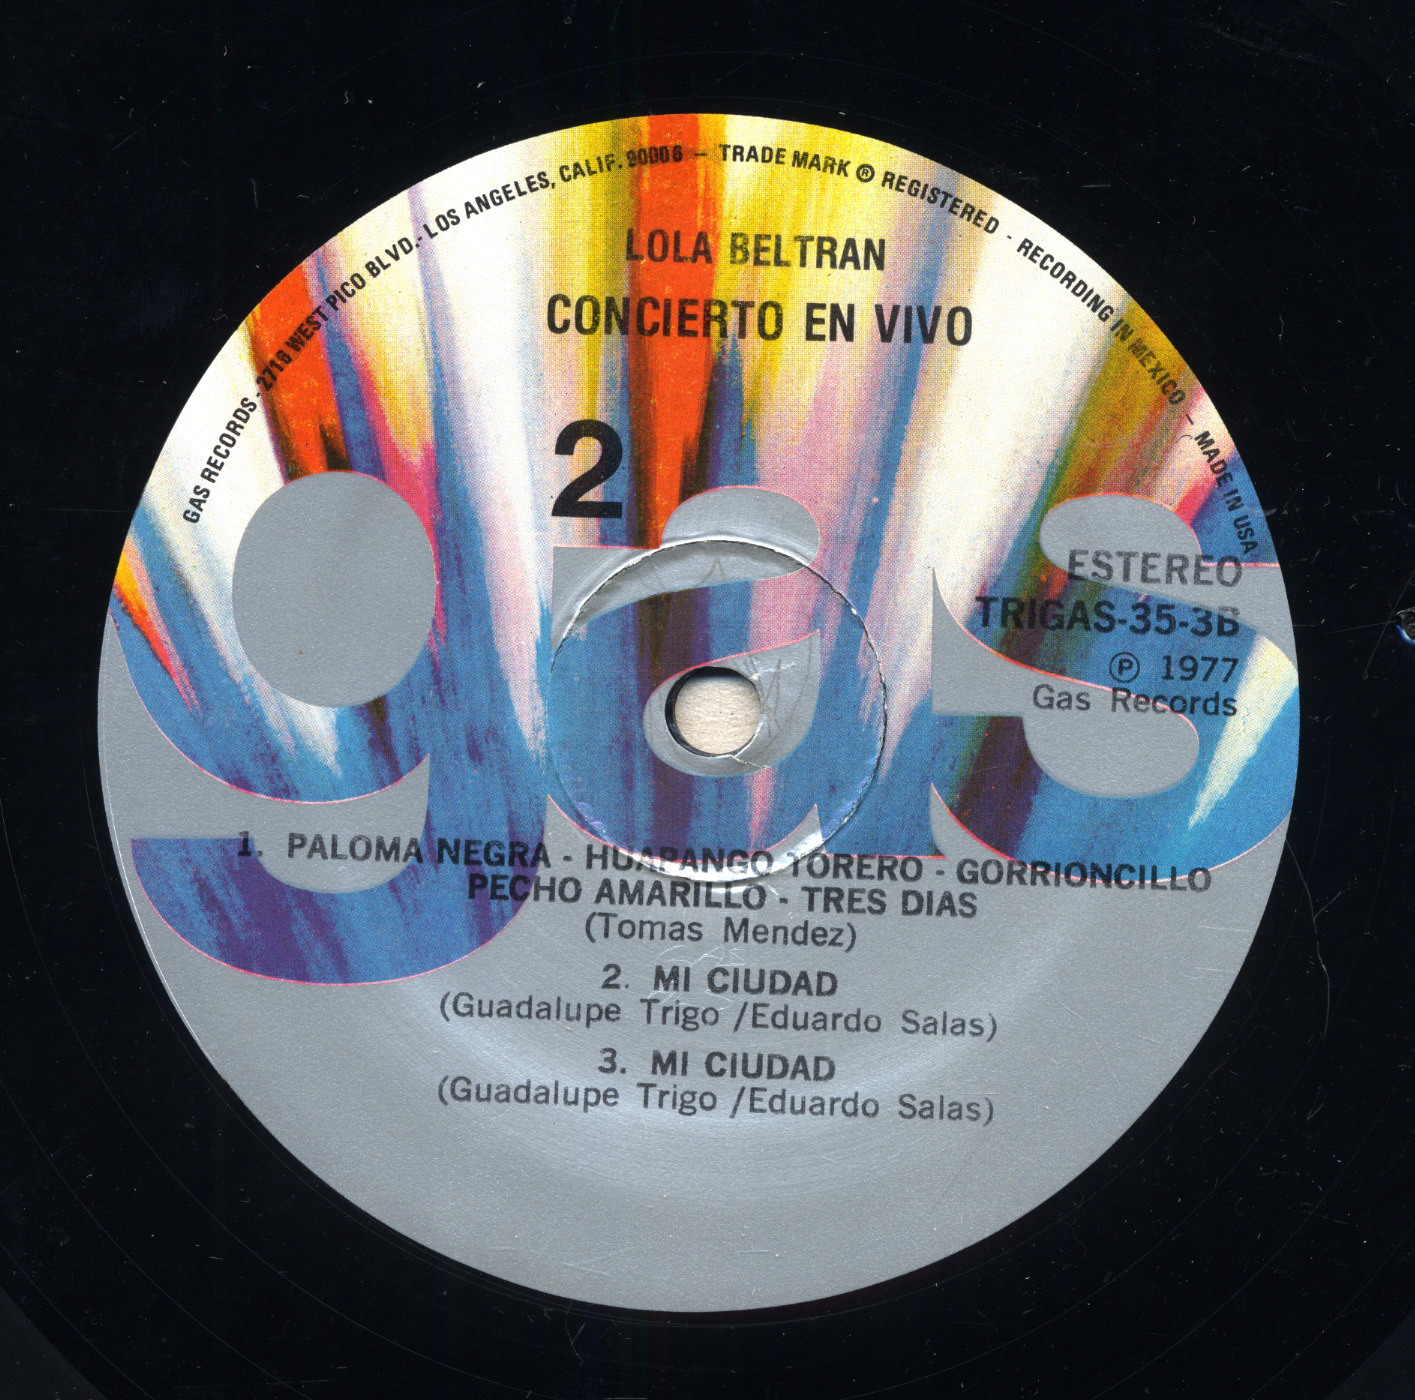 GAS RECORDS - 2716 WEST PICO BLVD.- LOS ANGELES, CALIF. 90006 — TRADE MARK ® REGISTERED - RECORDING IN MEXICO — MADE IN USA
LOLA BELTRAN
CONCIERTO EN VIVO
2
gas
ESTEREO
TRIGAS-35-3B
℗ 1977
Gas Records
1. PALOMA NEGRA - HUAPANGO TORERO - GORRIONCILLO
PECHO AMARILLO - TRES DIAS
(Tomas Mendez)
2. MI CIUDAD
(Guadalupe Trigo /Eduardo Salas)
3. MI CIUDAD
(Guadalupe Trigo /Eduardo Salas)